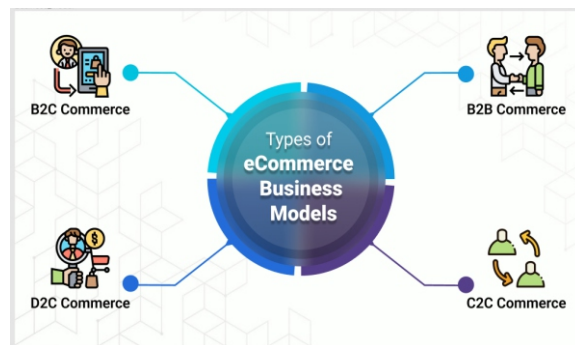 B2C Commerce
B2B Commerce
Types of
eCommerce
Business
Models
$
D2C Commerce
C2C Commerce